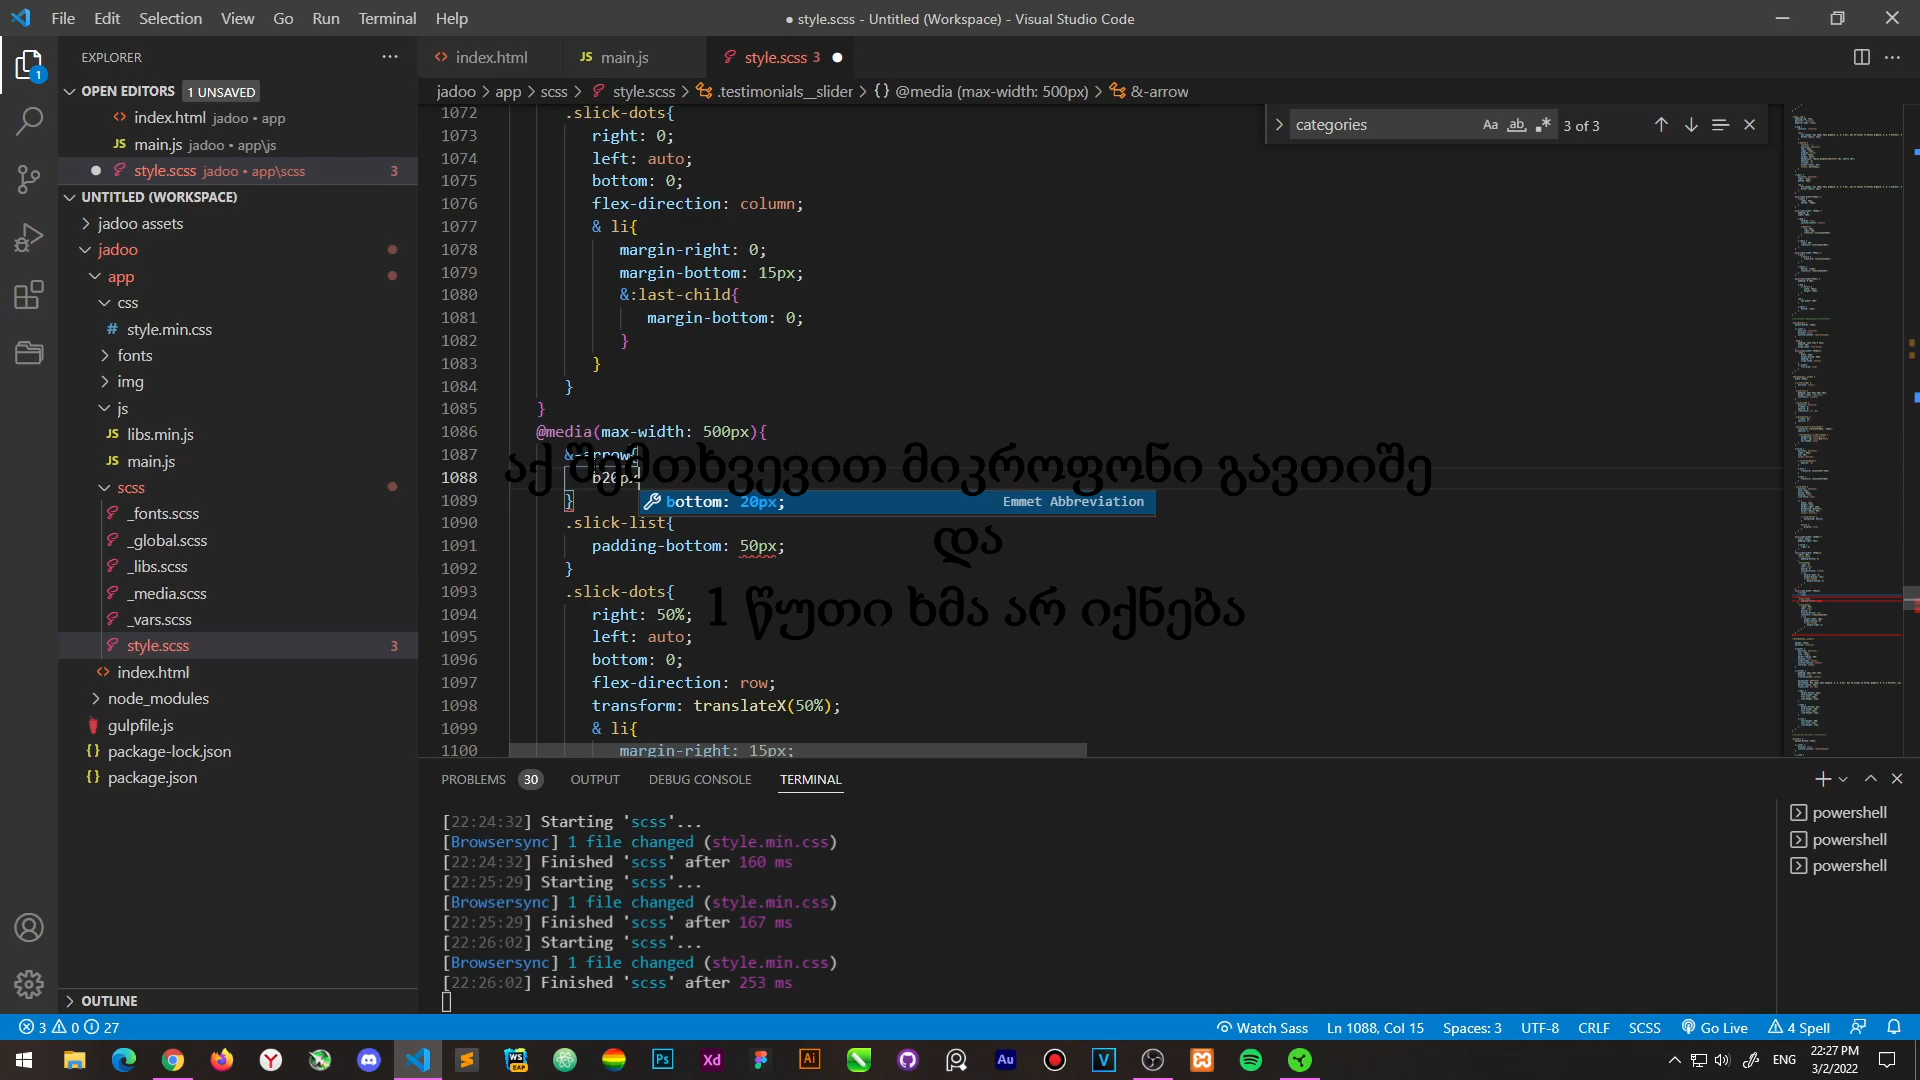 File Edit Selection View Go Run Terminal Help
● style.scss - Untitled (Workspace) - Visual Studio Code
EXPLORER
OPEN EDITORS 1 UNSAVED
index.html jadoo • app
JS main.js jadoo • app\js
style.scss jadoo • app\scss 3
UNTITLED (WORKSPACE)
jadoo assets
jadoo
app
css
# style.min.css
fonts
img
js
JS libs.min.js
JS main.js
scss
_fonts.scss
_global.scss
_libs.scss
_media.scss
_vars.scss
style.scss 3
index.html
node_modules
gulpfile.js
{} package-lock.json
{} package.json
OUTLINE
index.html
JS main.js
style.scss 3 ●
jadoo > app > scss > style.scss > .testimonials__slider > {} @media (max-width: 500px) > &-arrow
categories Aa ab .* 3 of 3
1072 .slick-dots{
1073 right: 0;
1074 left: auto;
1075 bottom: 0;
1076 flex-direction: column;
1077 & li{
1078 margin-right: 0;
1079 margin-bottom: 15px;
1080 &:last-child{
1081 margin-bottom: 0;
1082 }
1083 }
1084 }
1085 }
1086 @media(max-width: 500px){
1087 &-arrow{
1088 b20px
1089 }
bottom: 20px; Emmet Abbreviation
1090 .slick-list{
1091 padding-bottom: 50px;
1092 }
1093 .slick-dots{
1094 right: 50%;
1095 left: auto;
1096 bottom: 0;
1097 flex-direction: row;
1098 transform: translateX(50%);
1099 & li{
1100 margin-right: 15px;
აქ შემთხვევით მიკროფონი გავთიშე
და
1 წუთი ხმა არ იქნება
PROBLEMS 30 OUTPUT DEBUG CONSOLE TERMINAL
[22:24:32] Starting 'scss'...
[Browsersync] 1 file changed (style.min.css)
[22:24:32] Finished 'scss' after 160 ms
[22:25:29] Starting 'scss'...
[Browsersync] 1 file changed (style.min.css)
[22:25:29] Finished 'scss' after 167 ms
[22:26:02] Starting 'scss'...
[Browsersync] 1 file changed (style.min.css)
[22:26:02] Finished 'scss' after 253 ms
powershell
powershell
powershell
3 0 27
Watch Sass Ln 1088, Col 15 Spaces: 3 UTF-8 CRLF SCSS Go Live 4 Spell
ENG
22:27 PM
3/2/2022